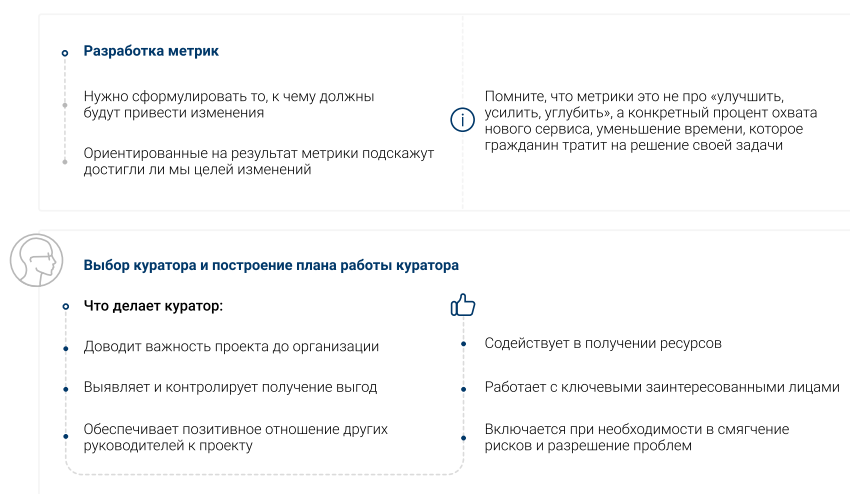 Разработка метрик
Нужно сформулировать то, к чему должны
будут привести изменения
Ориентированные на результат метрики подскажут
достигли ли мы целей изменений
Помните, что метрики это не про «улучшить,
усилить, углубить», а конкретный процент охвата
нового сервиса, уменьшение времени, которое
гражданин тратит на решение своей задачи
Выбор куратора и построение плана работы куратора
Что делает куратор:
Доводит важность проекта до организации
Выявляет и контролирует получение выгод
Обеспечивает позитивное отношение других
руководителей к проекту
Содействует в получении ресурсов
Работает с ключевыми заинтересованными лицами
Включается при необходимости в смягчение
рисков и разрешение проблем